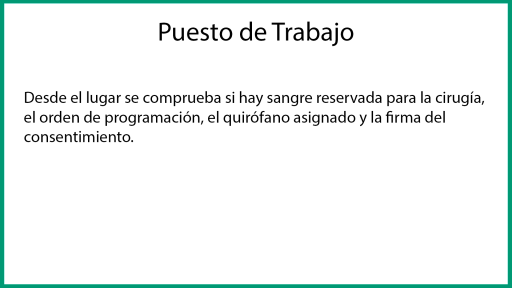 Puesto de Trabajo
Desde el lugar se comprueba si hay sangre reservada para la cirugía,
el orden de programación, el quirófano asignado y la firma del
consentimiento.